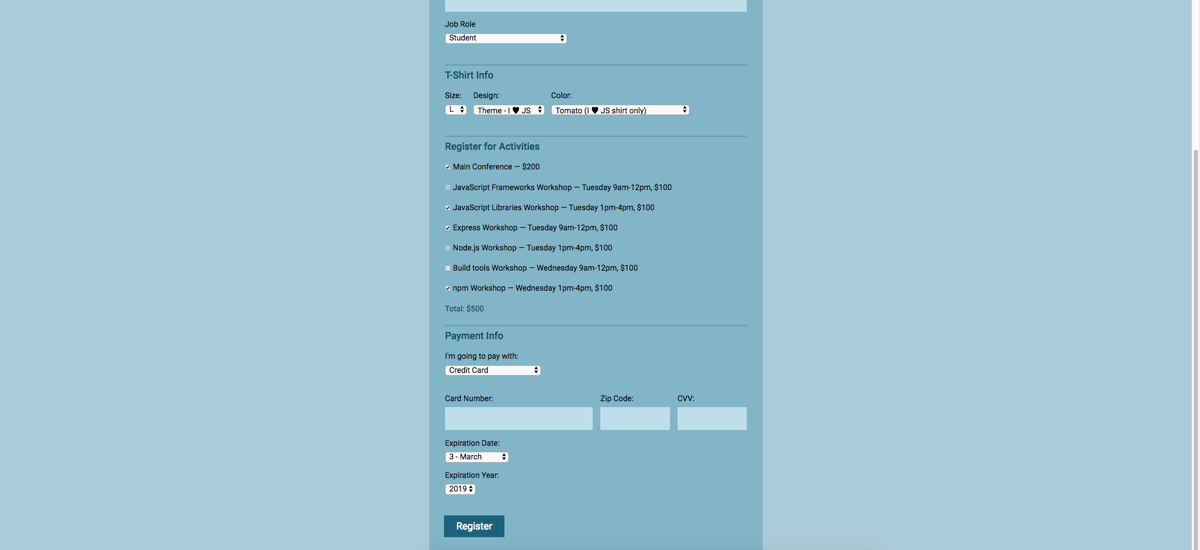 Job Role
Student
T-Shirt Info
Size: Design: Color:
L Theme - I ♥ JS Tomato (I ♥ JS shirt only)
Register for Activities
Main Conference — $200
JavaScript Frameworks Workshop — Tuesday 9am-12pm, $100
JavaScript Libraries Workshop — Tuesday 1pm-4pm, $100
Express Workshop — Tuesday 9am-12pm, $100
Node.js Workshop — Tuesday 1pm-4pm, $100
Build tools Workshop — Wednesday 9am-12pm, $100
npm Workshop — Wednesday 1pm-4pm, $100
Total: $500
Payment Info
I'm going to pay with:
Credit Card
Card Number: Zip Code: CVV:
Expiration Date:
3 - March
Expiration Year:
2019
Register